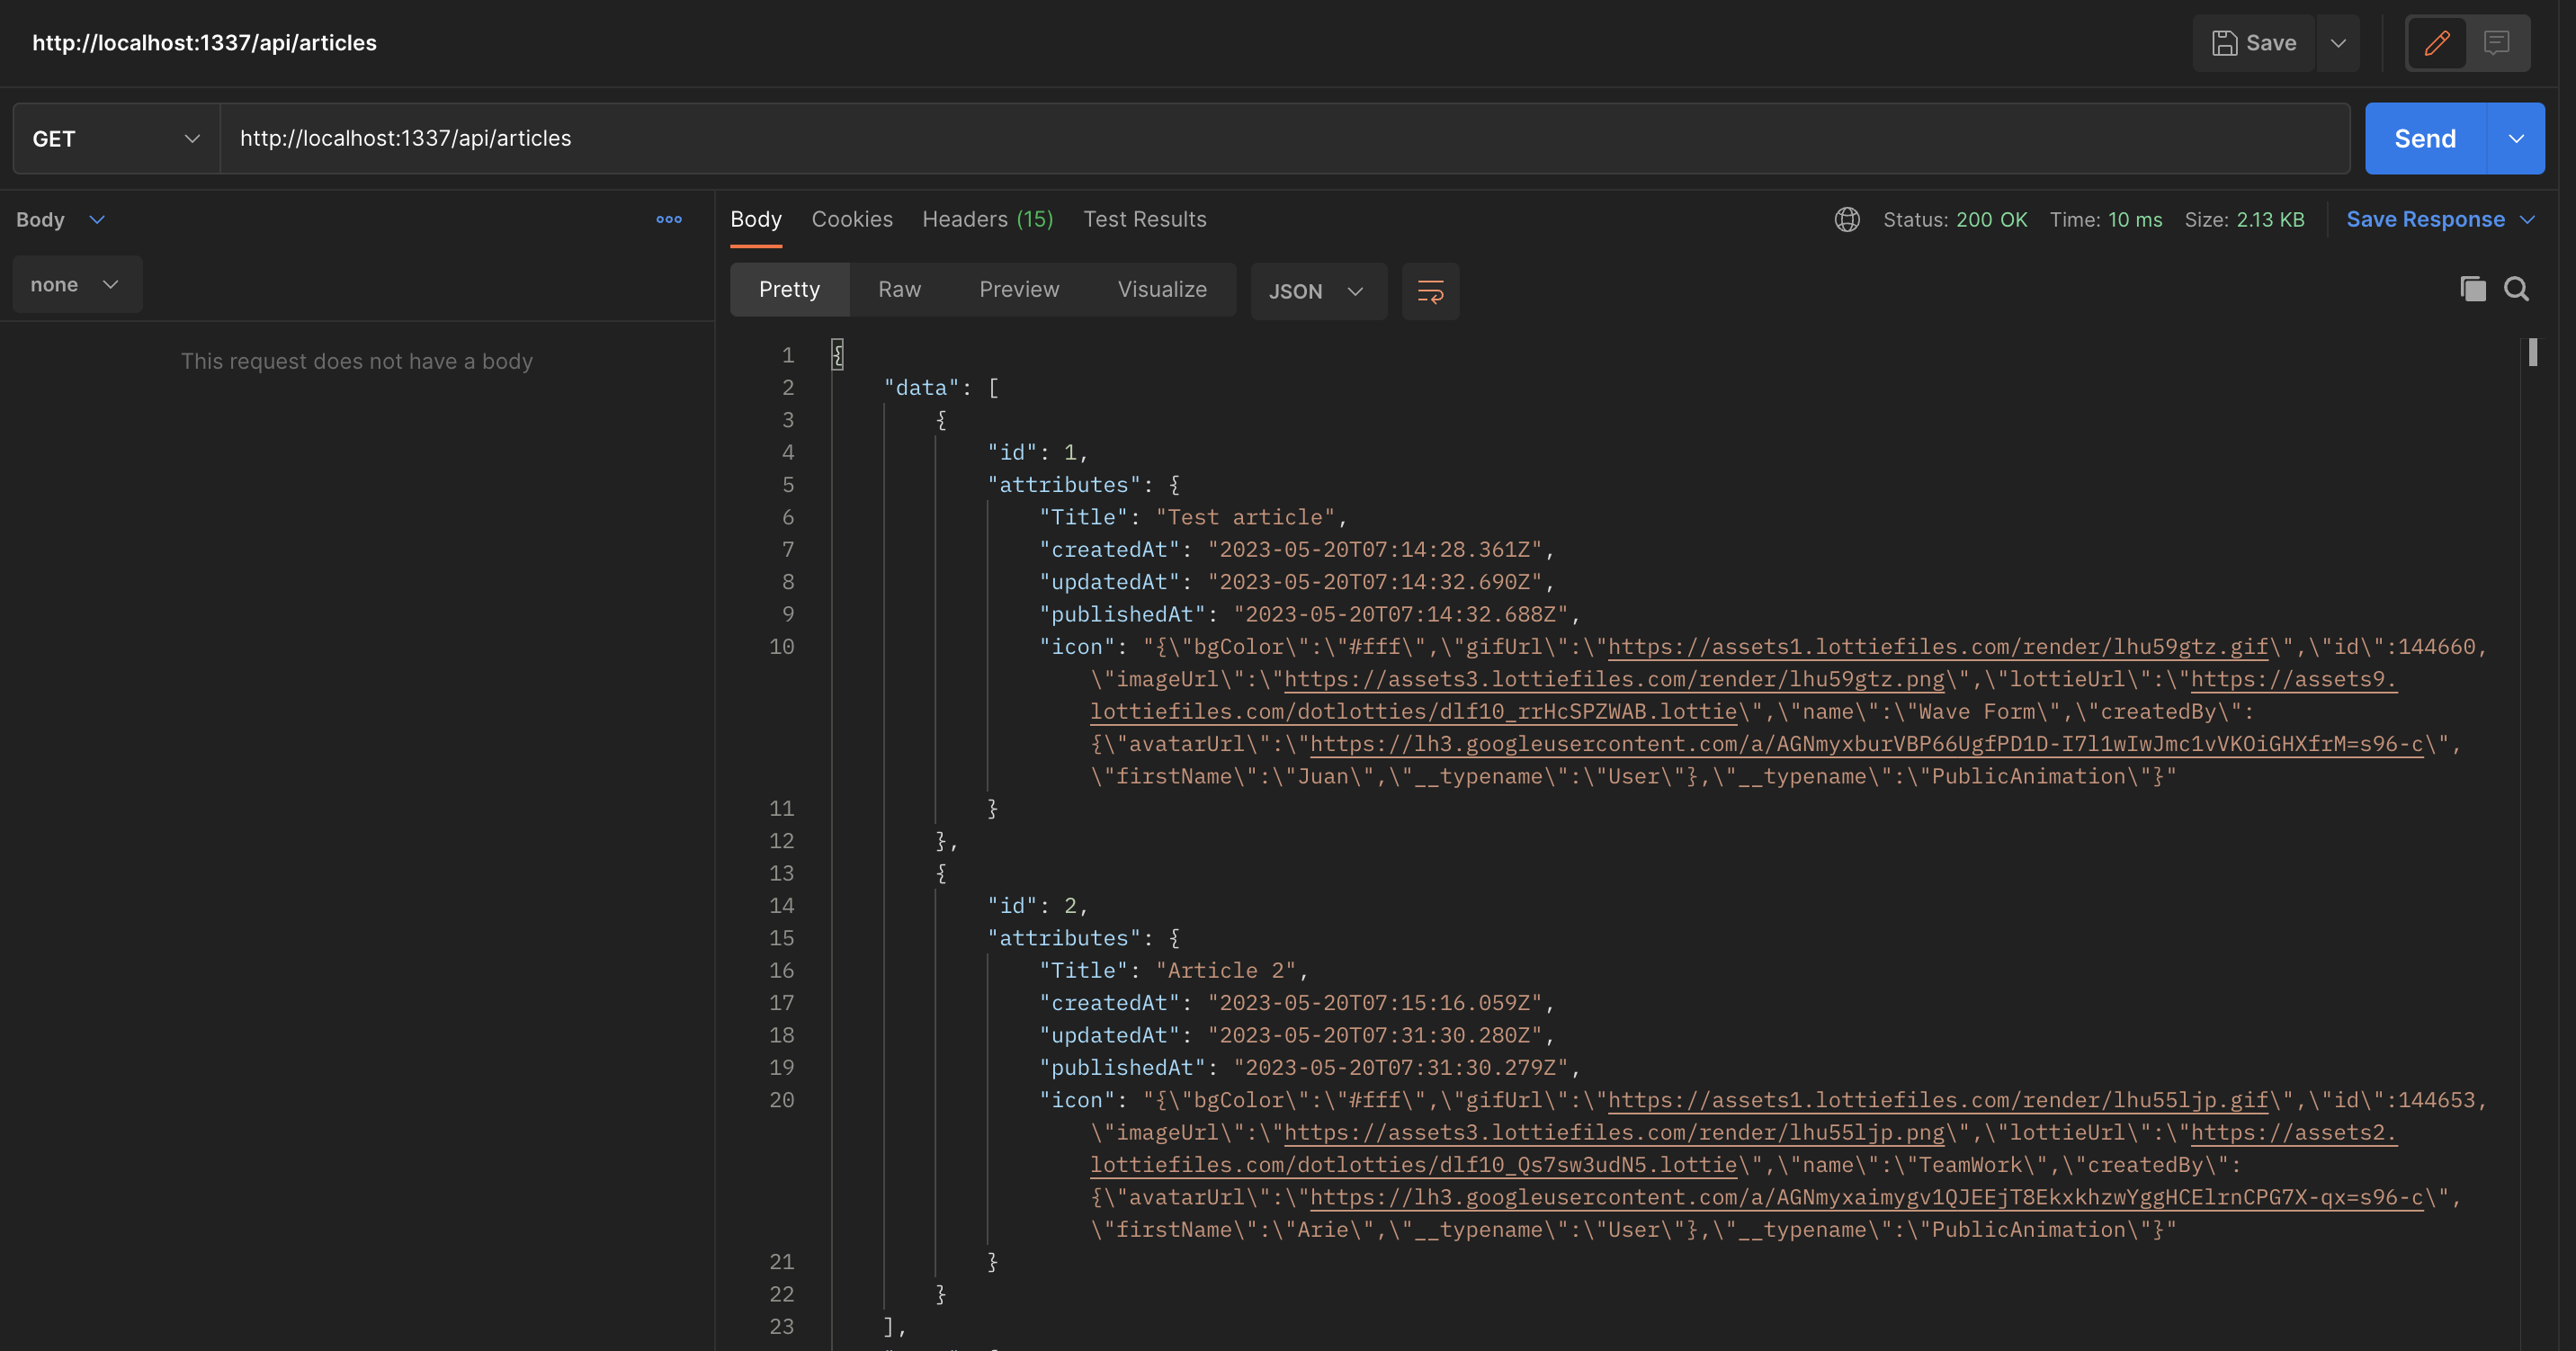 http://localhost:1337/api/articles
Save
GET
http://localhost:1337/api/articles
Send
Body
none
This request does not have a body
Body Cookies Headers (15) Test Results
Status: 200 OK Time: 10 ms Size: 2.13 KB Save Response
Pretty Raw Preview Visualize JSON
1 {
2 "data": [
3 {
4 "id": 1,
5 "attributes": {
6 "Title": "Test article",
7 "createdAt": "2023-05-20T07:14:28.361Z",
8 "updatedAt": "2023-05-20T07:14:32.690Z",
9 "publishedAt": "2023-05-20T07:14:32.688Z",
10 "icon": "{\"bgColor\":\"#fff\",\"gifUrl\":\"https://assets1.lottiefiles.com/render/lhu59gtz.gif\",\"id\":144660,
\"imageUrl\":\"https://assets3.lottiefiles.com/render/lhu59gtz.png\",\"lottieUrl\":\"https://assets9.
lottiefiles.com/dotlotties/dlf10_rrHcSPZWAB.lottie\",\"name\":\"Wave Form\",\"createdBy\":
{\"avatarUrl\":\"https://lh3.googleusercontent.com/a/AGNmyxburVBP66UgfPD1D-I7l1wIwJmc1vVKOiGHXfrM=s96-c\",
\"firstName\":\"Juan\",\"__typename\":\"User\"},\"__typename\":\"PublicAnimation\"}"
11 }
12 },
13 {
14 "id": 2,
15 "attributes": {
16 "Title": "Article 2",
17 "createdAt": "2023-05-20T07:15:16.059Z",
18 "updatedAt": "2023-05-20T07:31:30.280Z",
19 "publishedAt": "2023-05-20T07:31:30.279Z",
20 "icon": "{\"bgColor\":\"#fff\",\"gifUrl\":\"https://assets1.lottiefiles.com/render/lhu55ljp.gif\",\"id\":144653,
\"imageUrl\":\"https://assets3.lottiefiles.com/render/lhu55ljp.png\",\"lottieUrl\":\"https://assets2.
lottiefiles.com/dotlotties/dlf10_Qs7sw3udN5.lottie\",\"name\":\"TeamWork\",\"createdBy\":
{\"avatarUrl\":\"https://lh3.googleusercontent.com/a/AGNmyxaimygv1QJEEjT8EkxkhzwYggHCElrnCPG7X-qx=s96-c\",
\"firstName\":\"Arie\",\"__typename\":\"User\"},\"__typename\":\"PublicAnimation\"}"
21 }
22 }
23 ],